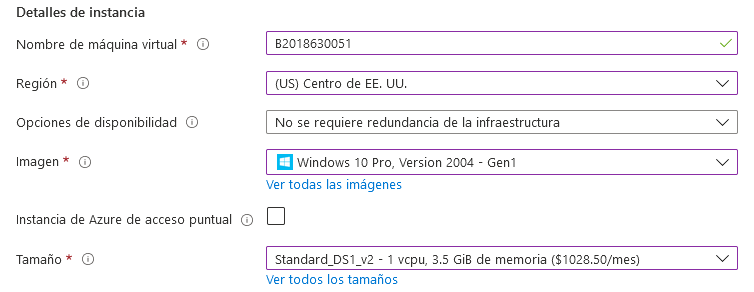 Detalles de instancia
Nombre de máquina virtual * B2018630051
Región * (US) Centro de EE. UU.
Opciones de disponibilidad No se requiere redundancia de la infraestructura
Imagen * Windows 10 Pro, Version 2004 - Gen1
Ver todas las imágenes
Instancia de Azure de acceso puntual
Tamaño * Standard_DS1_v2 - 1 vcpu, 3.5 GiB de memoria ($1028.50/mes)
Ver todos los tamaños